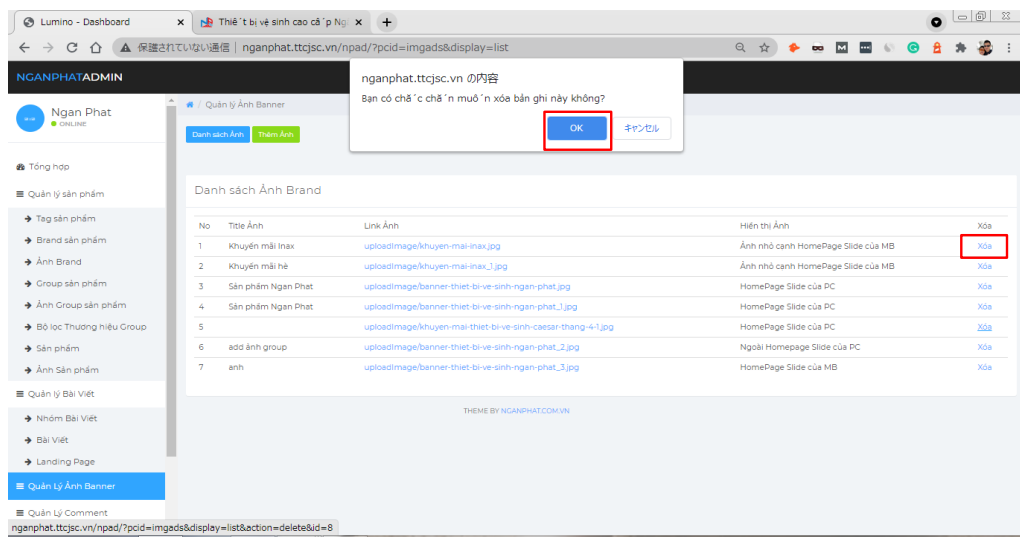 Lumino - Dashboard
Thiê´t bị vệ sinh cao câ´p Ng
保護されていない通信 | nganphat.ttcjsc.vn/npad/?pcid=imgads&display=list
NGANPHATADMIN
nganphat.ttcjsc.vn の内容
Bạn có chă´c chă´n muô´n xóa bản ghi này không?
OK キャンセル
Ngan Phat
ONLINE
/ Quản lý Ảnh Banner
Danh sách Ảnh Thêm Ảnh
Tổng hợp
Quản lý sản phẩm
Tag sản phẩm
Brand sản phẩm
Ảnh Brand
Group sản phẩm
Ảnh Group sản phẩm
Bộ lọc Thương hiệu Group
Sản phẩm
Ảnh Sản phẩm
Quản lý Bài Viết
Nhóm Bài Viết
Bài Viết
Landing Page
Quản Lý Ảnh Banner
Quản Lý Comment
Danh sách Ảnh Brand
No Title Ảnh Link Ảnh Hiển thị Ảnh Xóa
1 Khuyến mãi Inax uploadImage/khuyen-mai-inax.jpg Ảnh nhỏ cạnh HomePage Slide của MB Xóa
2 Khuyến mãi hè uploadImage/khuyen-mai-inax_1.jpg Ảnh nhỏ cạnh HomePage Slide của MB Xóa
3 Sản phẩm Ngan Phat uploadImage/banner-thiet-bi-ve-sinh-ngan-phat.jpg HomePage Slide của PC Xóa
4 Sản phẩm Ngan Phat uploadImage/banner-thiet-bi-ve-sinh-ngan-phat_1.jpg HomePage Slide của PC Xóa
5 uploadImage/khuyen-mai-thiet-bi-ve-sinh-caesar-thang-4-1.jpg HomePage Slide của PC Xóa
6 add ảnh group uploadImage/banner-thiet-bi-ve-sinh-ngan-phat_2.jpg Ngoài Homepage Slide của PC Xóa
7 anh uploadImage/banner-thiet-bi-ve-sinh-ngan-phat_3.jpg HomePage Slide của MB Xóa
THEME BY NGANPHAT.COM.VN
nganphat.ttcjsc.vn/npad/?pcid=imgads&display=list&action=delete&id=8